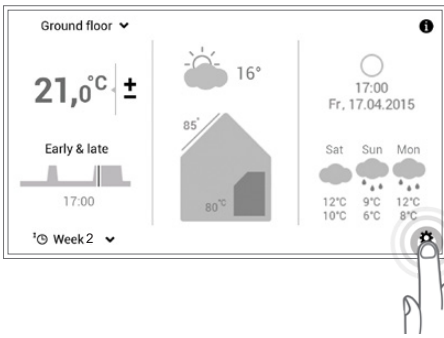 Ground floor
21,0°C ±
Early & late
17:00
¹ Week 2
16°
85°
80 °C
17:00
Fr, 17.04.2015
Sat Sun Mon
12°C 9°C 12°C
10°C 6°C 8°C